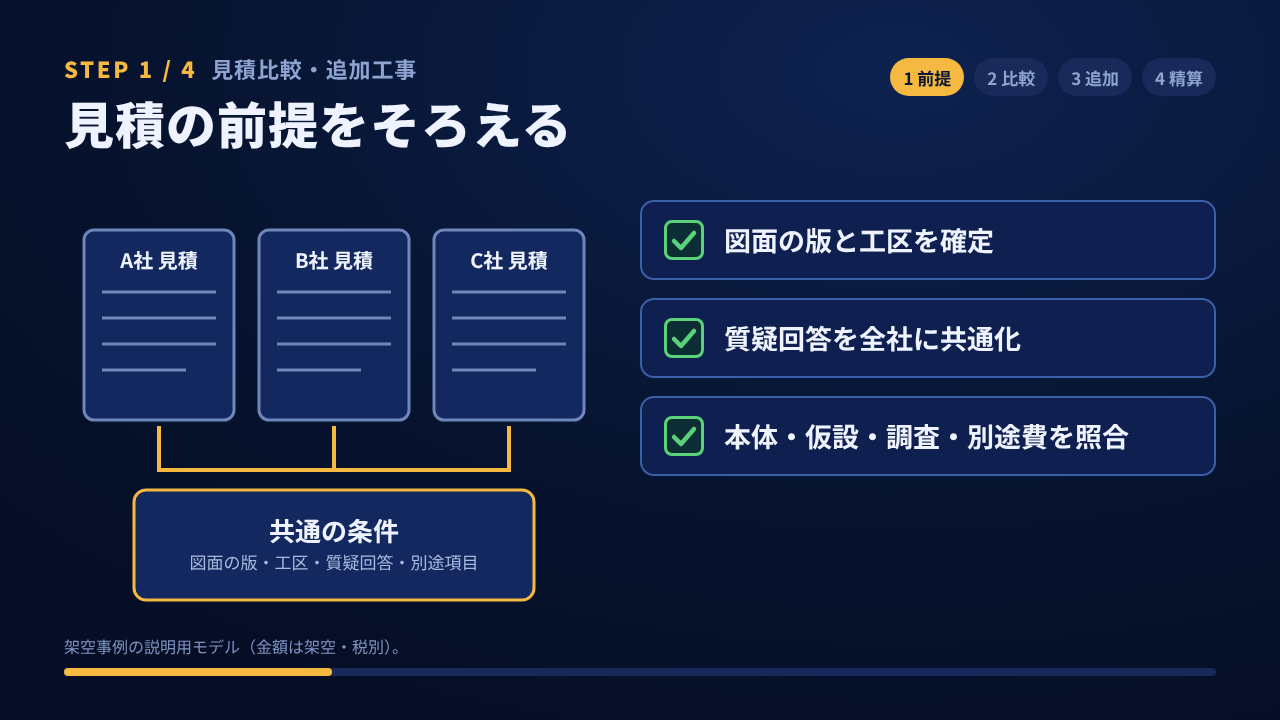 STEP 1 / 4 見積比較・追加工事
見積の前提をそろえる
1 前提
2 比較
3 追加
4 精算
A社 見積
B社 見積
C社 見積
共通の条件
図面の版・工区・質疑回答・別途項目
図面の版と工区を確定
質疑回答を全社に共通化
本体・仮設・調査・別途費を照合
架空事例の説明用モデル（金額は架空・税別）。